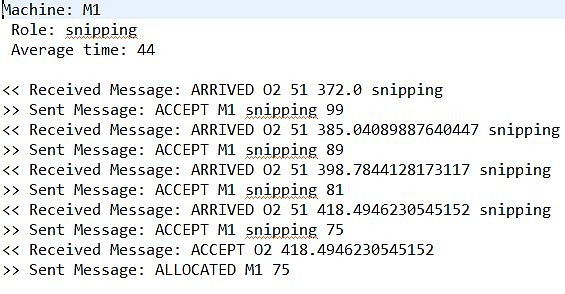 Machine: M1
Role: snipping
Average time: 44
<< Received Message: ARRIVED O2 51 372.0 snipping
>> Sent Message: ACCEPT M1 snipping 99
<< Received Message: ARRIVED O2 51 385.04089887640447 snipping
>> Sent Message: ACCEPT M1 snipping 89
<< Received Message: ARRIVED O2 51 398.7844128173117 snipping
>> Sent Message: ACCEPT M1 snipping 81
<< Received Message: ARRIVED O2 51 418.4946230545152 snipping
>> Sent Message: ACCEPT M1 snipping 75
<< Received Message: ACCEPT O2 418.4946230545152
>> Sent Message: ALLOCATED M1 75